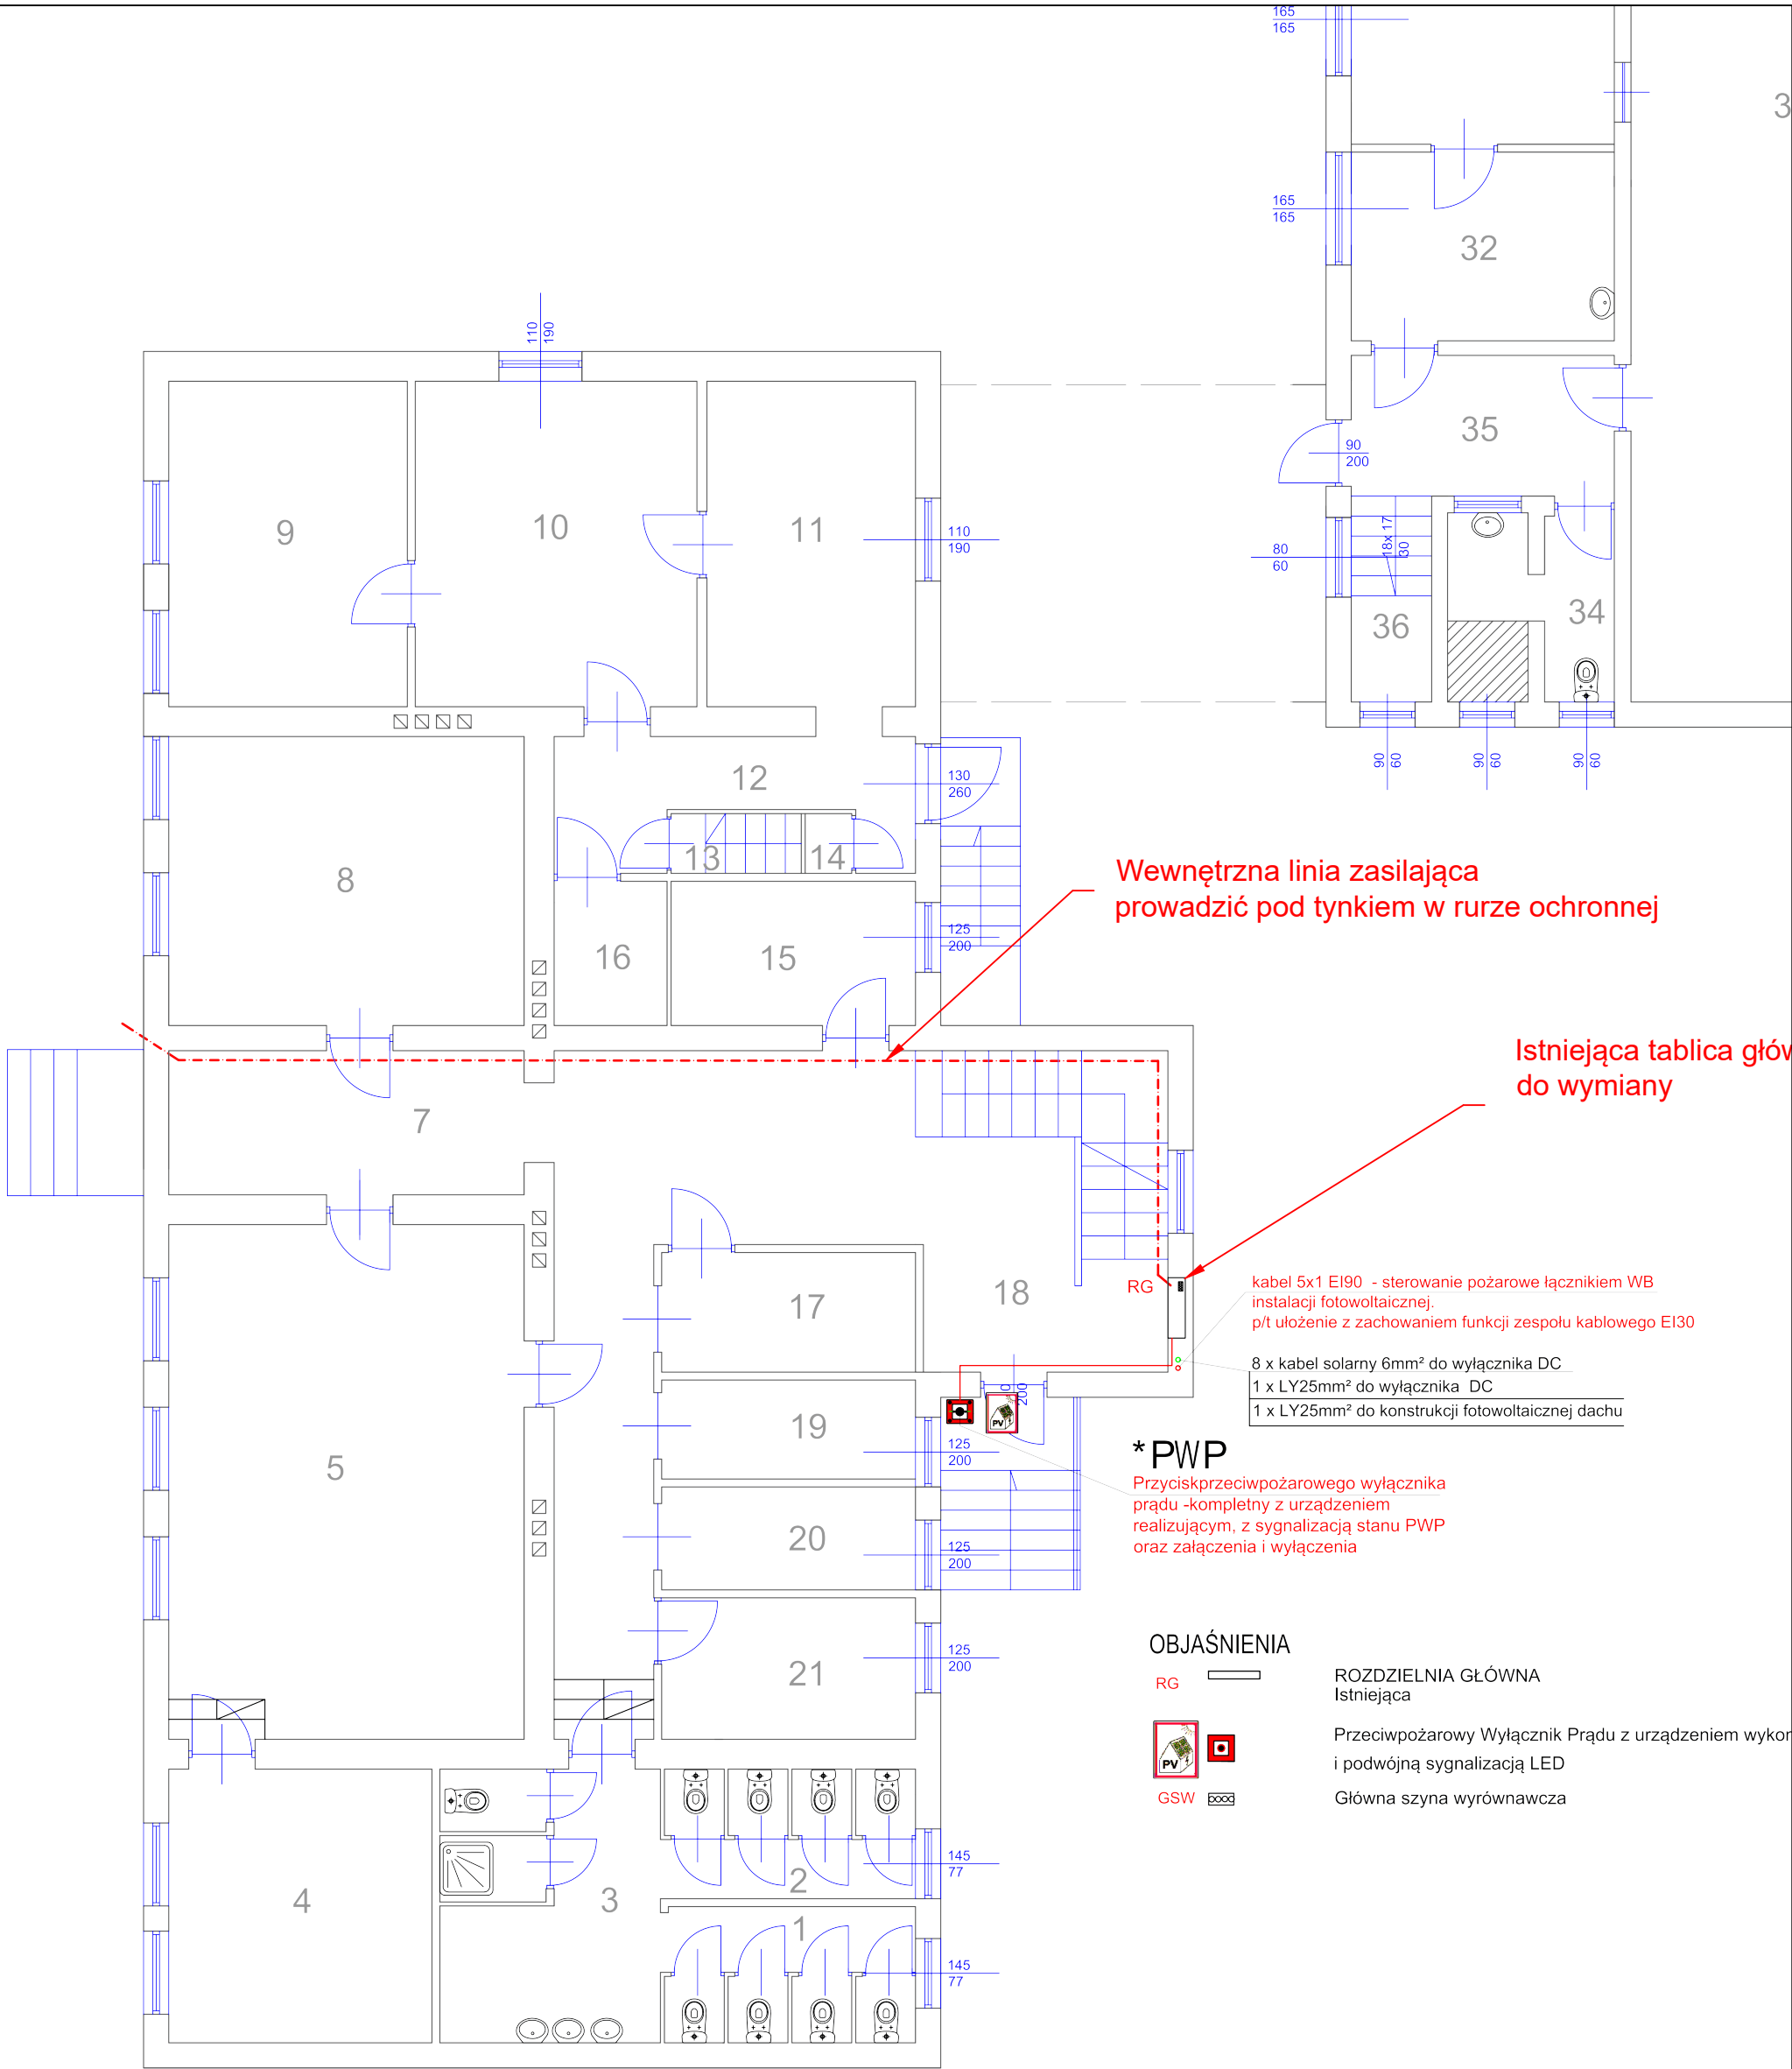 165
165
3
165
165
32
110
190
35
90
200
9
10
11
110
190
18x 17
30
80
60
36
34
90
60
90
60
90
60
12
130
260
13
14
8
Wewnętrzna linia zasilająca
prowadzić pod tynkiem w rurze ochronnej
16
15
125
200
Istniejąca tablica głów
do wymiany
7
RG
18
17
kabel 5x1 EI90 - sterowanie pożarowe łącznikiem WB
instalacji fotowoltaicznej.
p/t ułożenie z zachowaniem funkcji zespołu kablowego EI30
8 x kabel solarny 6mm² do wyłącznika DC
1 x LY25mm² do wyłącznika DC
1 x LY25mm² do konstrukcji fotowoltaicznej dachu
0
200
PV
19
125
200
*PWP
Przyciskprzeciwpożarowego wyłącznika
prądu -kompletny z urządzeniem
realizującym, z sygnalizacją stanu PWP
oraz załączenia i wyłączenia
5
20
125
200
21
125
200
OBJAŚNIENIA
RG
ROZDZIELNIA GŁÓWNA
Istniejąca
PV
Przeciwpożarowy Wyłącznik Prądu z urządzeniem wykon
i podwójną sygnalizacją LED
GSW
Główna szyna wyrównawcza
4
3
2
145
77
1
145
77